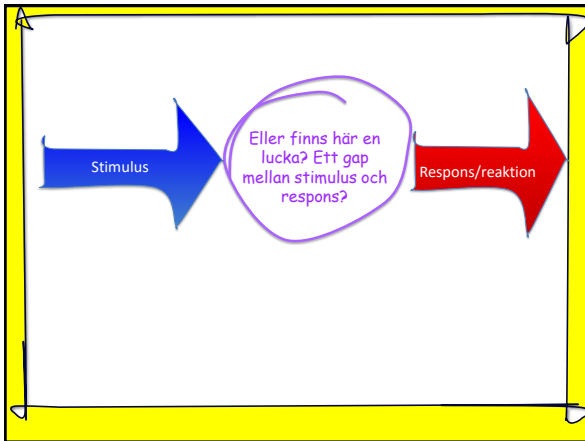 Stimulus
Eller finns här en
lucka? Ett gap
mellan stimulus och
respons?
Respons/reaktion